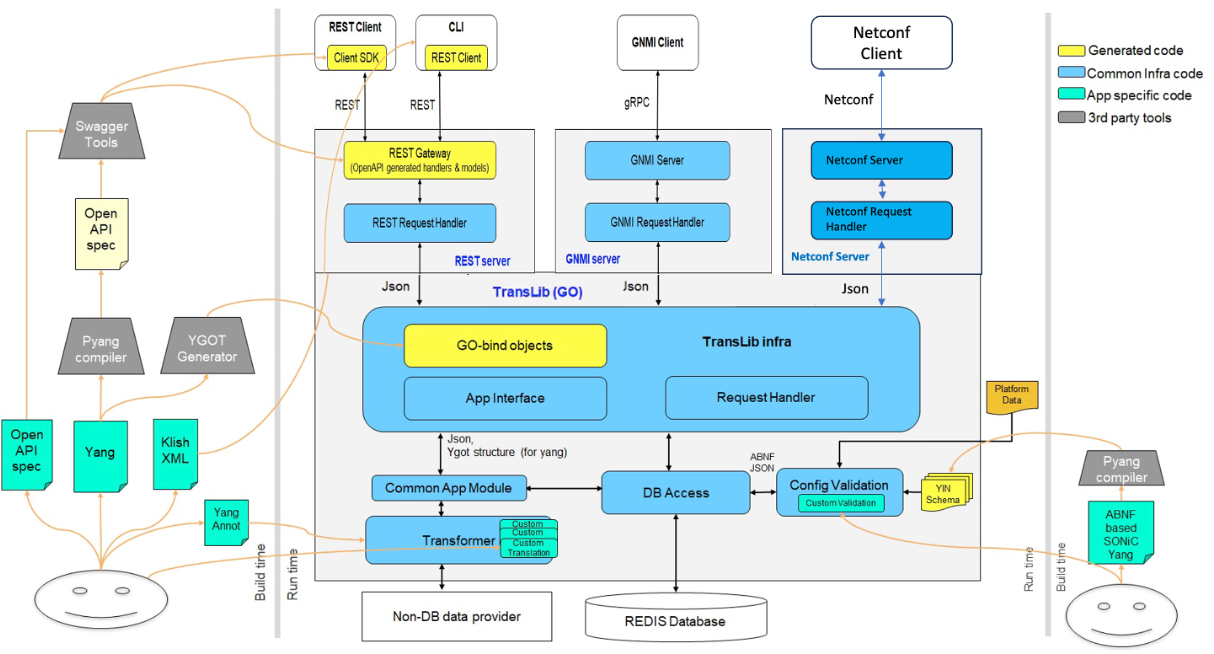 REST Client
Client SDK
CLI
REST Client
GNMI Client
Netconf
Client
Generated code
Common Infra code
App specific code
3rd party tools
REST
REST
gRPC
Netconf
Swagger
Tools
REST Gateway
(OpenAPI generated handlers & models)
GNMI Server
Netconf Server
REST Request Handler
GNMI Request Handler
Netconf Request
Handler
REST server
GNMI server
Netconf Server
Open
API
spec
Json
TransLib (GO)
Json
Json
Pyang
compiler
YGOT
Generator
GO-bind objects
TransLib infra
App Interface
Request Handler
Platform
Data
Open
API
spec
Yang
Klish
XML
Json,
Ygot structure (for yang)
ABNF
JSON
Pyang
compiler
Common App Module
DB Access
Config Validation
Custom Validation
YIN
Schema
Yang
Annot
Transformer
Custom
Custom
Custom
Translation
ABNF
based
SONiC
Yang
Build time
Run time
Run time
Build time
Non-DB data provider
REDIS Database